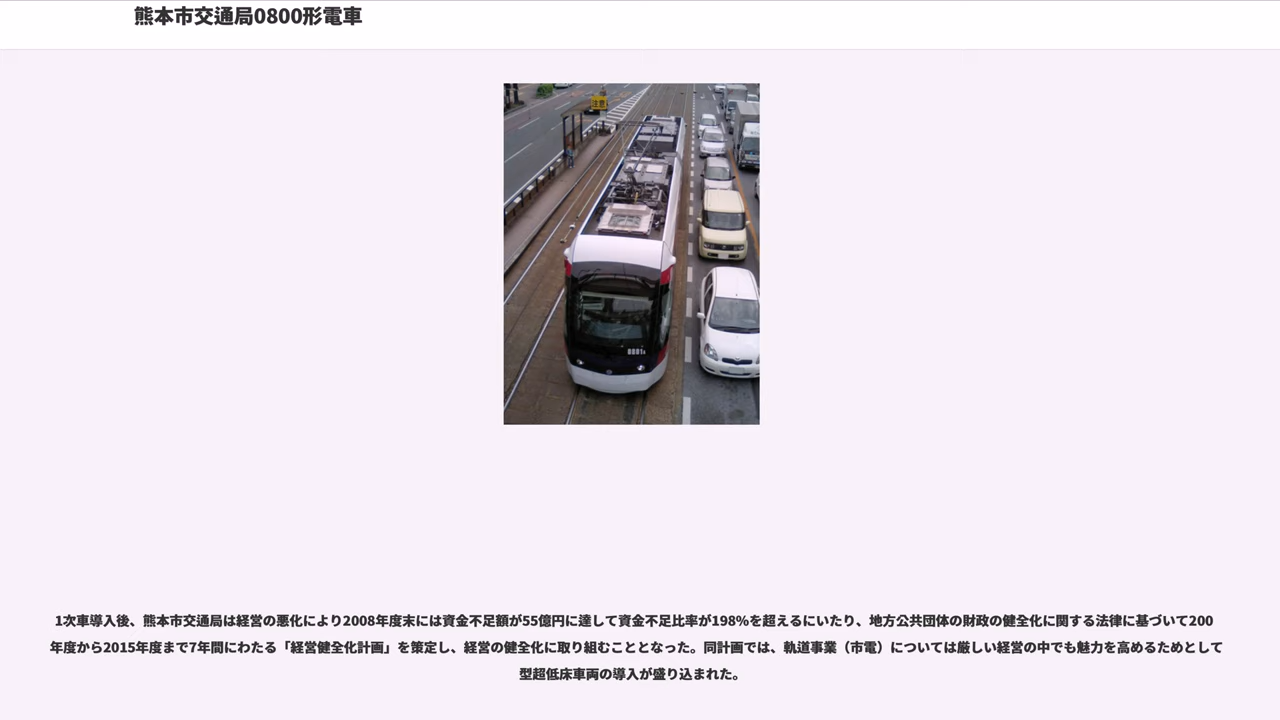 熊本市交通局0800形電車
注意
1次車導入後、熊本市交通局は経営の悪化により2008年度末には資金不足額が55億円に達して資金不足比率が198%を超えるにいたり、地方公共団体の財政の健全化に関する法律に基づいて200
年度から2015年度まで7年間にわたる「経営健全化計画」を策定し、経営の健全化に取り組むこととなった。同計画では、軌道事業（市電）については厳しい経営の中でも魅力を高めるためとして
型超低床車両の導入が盛り込まれた。